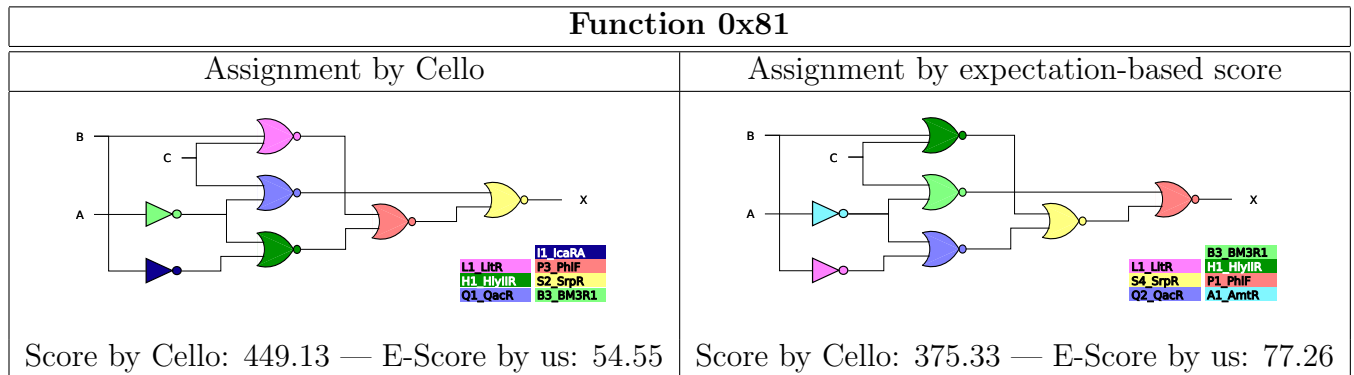 Function 0x81
Assignment by Cello
Assignment by expectation-based score
B
C
A
X
I1_IcaRA
L1_LitR P3_PhlF
H1_HlyIIR S2_SrpR
Q1_QacR B3_BM3R1
B
C
A
X
B3_BM3R1
L1_LitR H1_HlyIIR
S4_SrpR P1_PhlF
Q2_QacR A1_AmtR
Score by Cello: 449.13 — E-Score by us: 54.55
Score by Cello: 375.33 — E-Score by us: 77.26